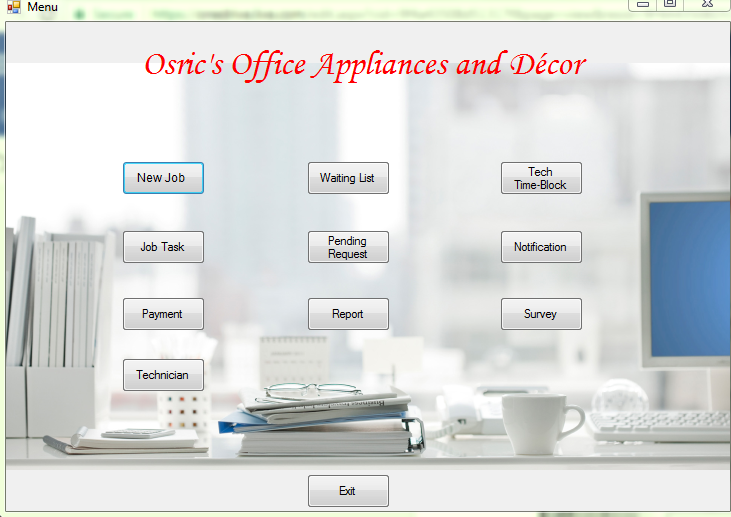 Menu
Osric's Office Appliances and Décor
New Job
Waiting List
Tech
Time-Block
Job Task
Pending
Request
Notification
Payment
Report
Survey
Technician
Exit